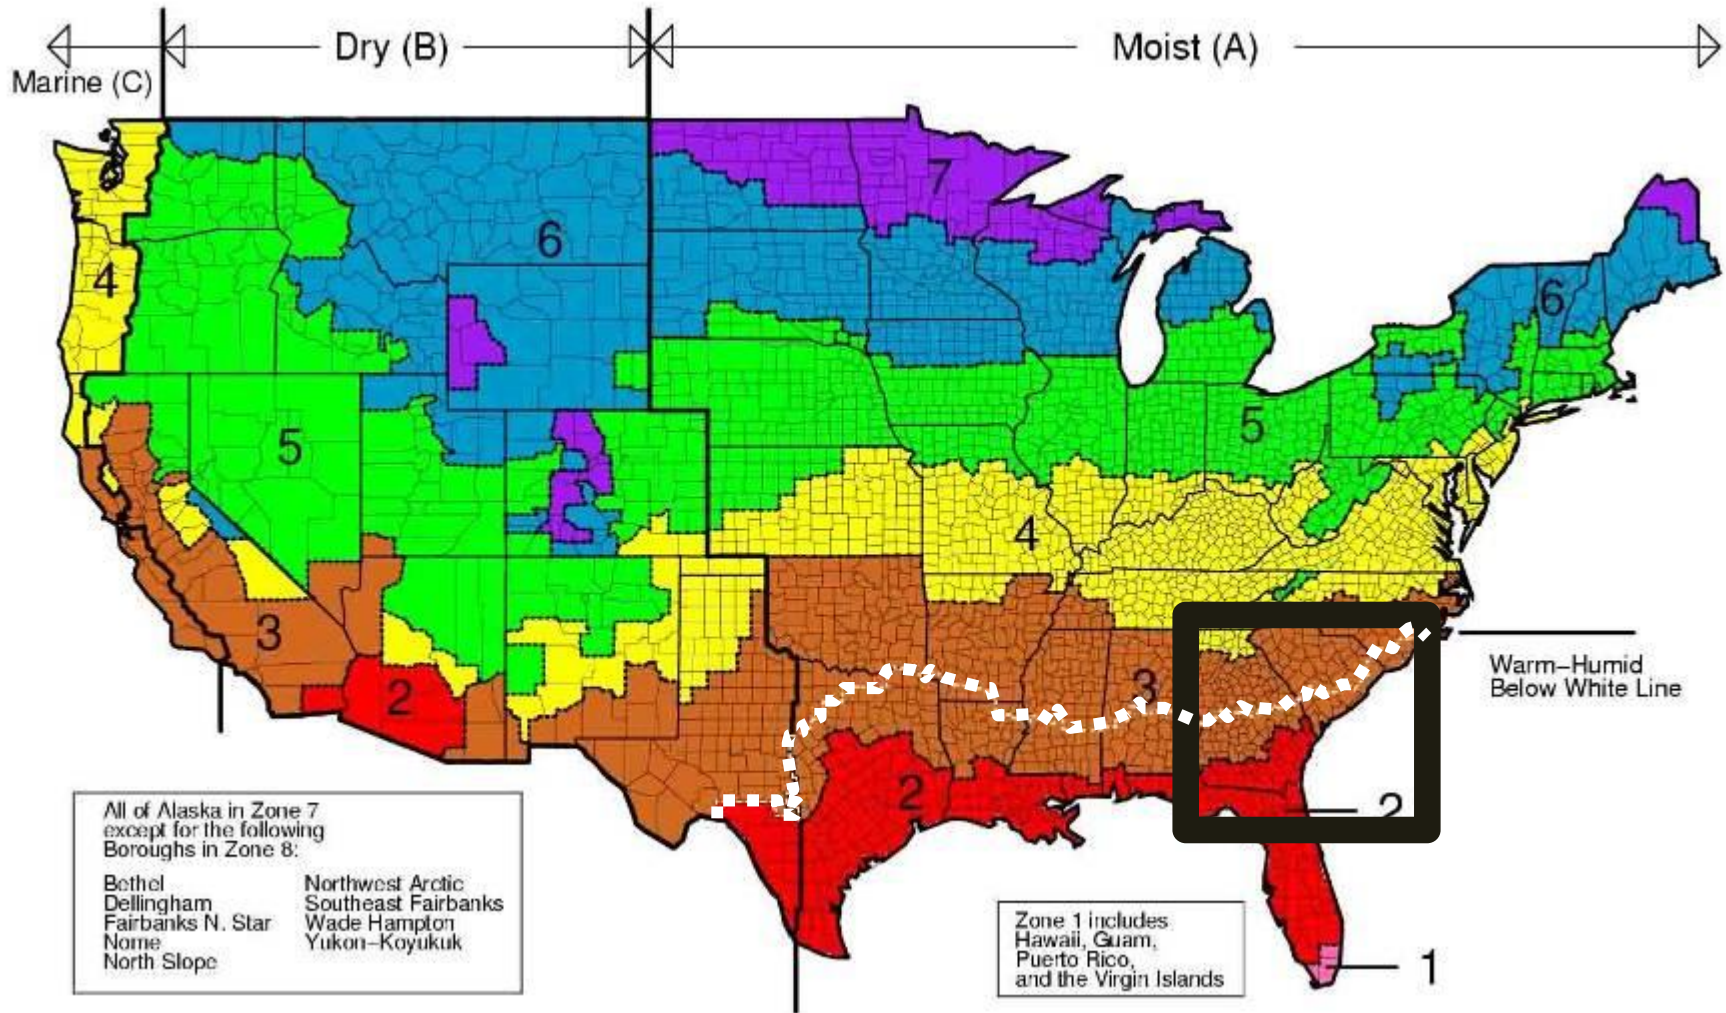 Dry (B)
Moist (A)
Marine (C)
7
6
4
6
5
5
4
3
3
2
2
2
1
Warm–Humid
Below White Line
All of Alaska in Zone 7
except for the following
Boroughs in Zone 8:
Bethel
Northwest Arctic
Dellingham
Southeast Fairbanks
Fairbanks N. Star
Wade Hampton
Nome
Yukon–Koyukuk
North Slope
Zone 1 includes
Hawaii, Guam,
Puerto Rico,
and the Virgin Islands